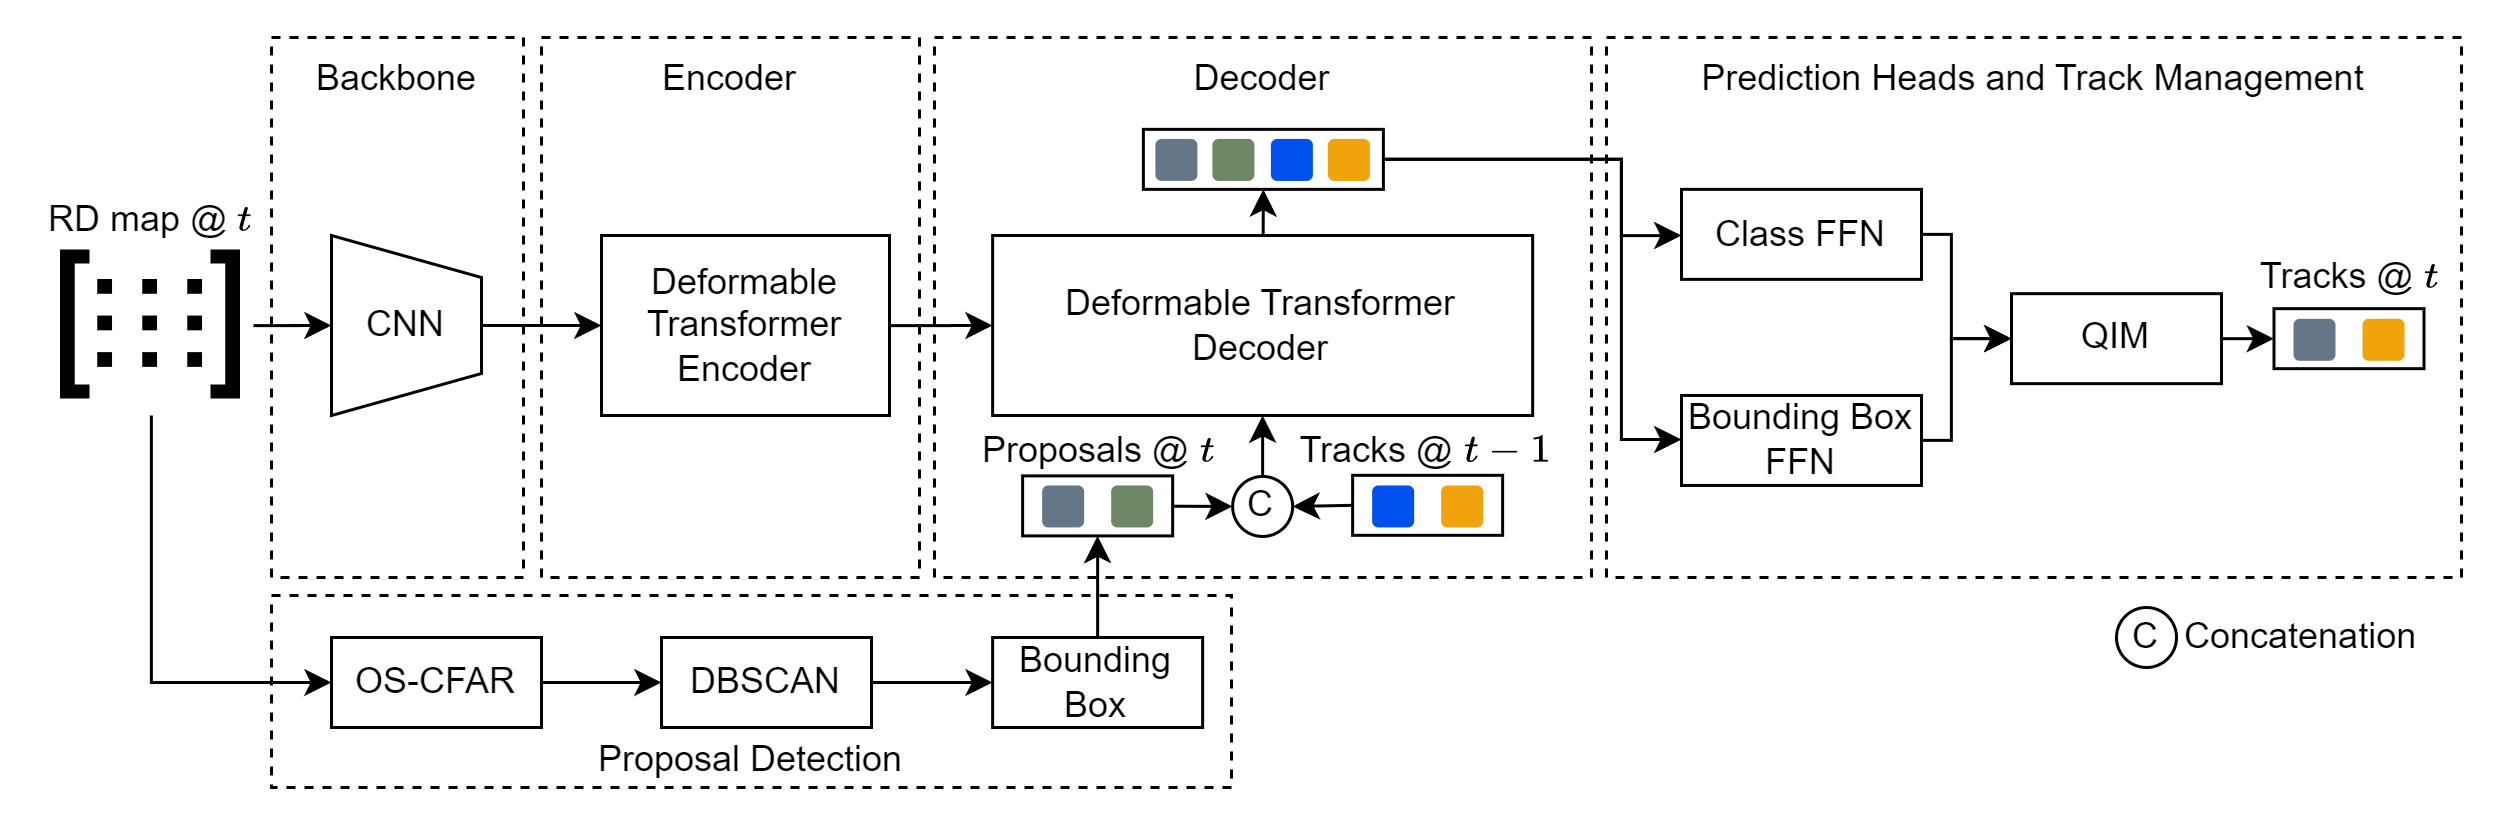 Backbone
Encoder
Decoder
Prediction Heads and Track Management
RD map @ t
CNN
Deformable
Transformer
Encoder
Deformable Transformer
Decoder
Class FFN
Bounding Box
FFN
QIM
Tracks @ t
Proposals @ t
C
Tracks @ t − 1
OS-CFAR
DBSCAN
Bounding
Box
Proposal Detection
C Concatenation